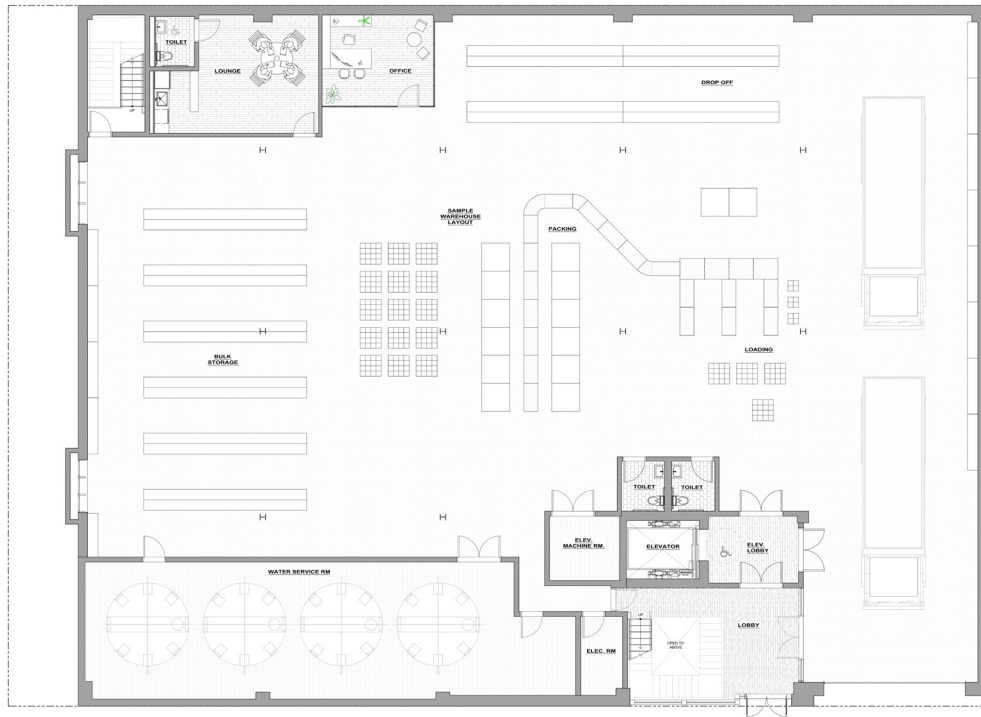 TOILET
LOUNGE
OFFICE
DROP OFF
UP
SAMPLE
WAREHOUSE
LAYOUT
PACKING
BULK
STORAGE
LOADING
TOILET
TOILET
ELEV.
MACHINE RM.
ELEVATOR
ELEV.
LOBBY
WATER SERVICE RM
UP
LOBBY
OPEN TO
ABOVE
ELEC. RM